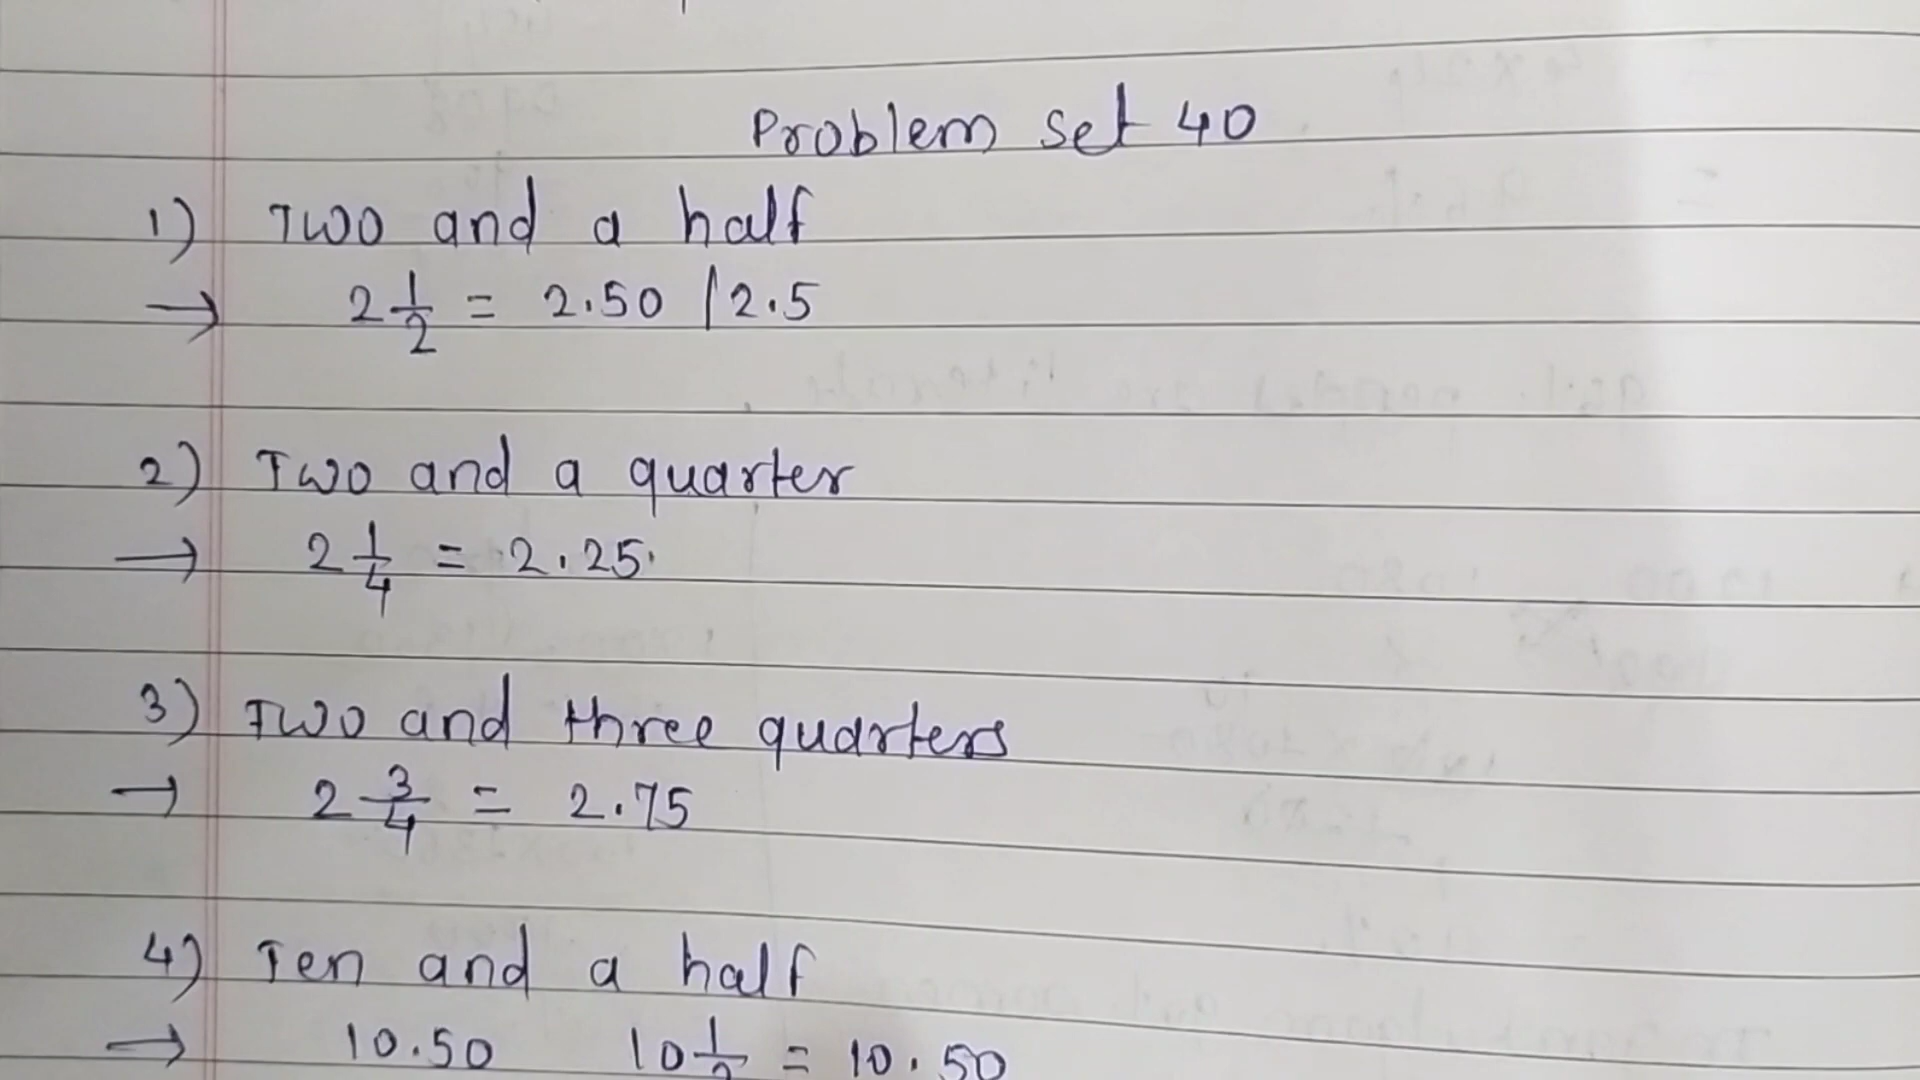 Problem set 40
1) Two and a half
→ 2 1/2 = 2.50 / 2.5
2) Two and a quarter
→ 2 1/4 = 2.25
3) Two and three quarters
→ 2 3/4 = 2.75
4) Ten and a half
→ 10.50 10 1/2 = 10.50